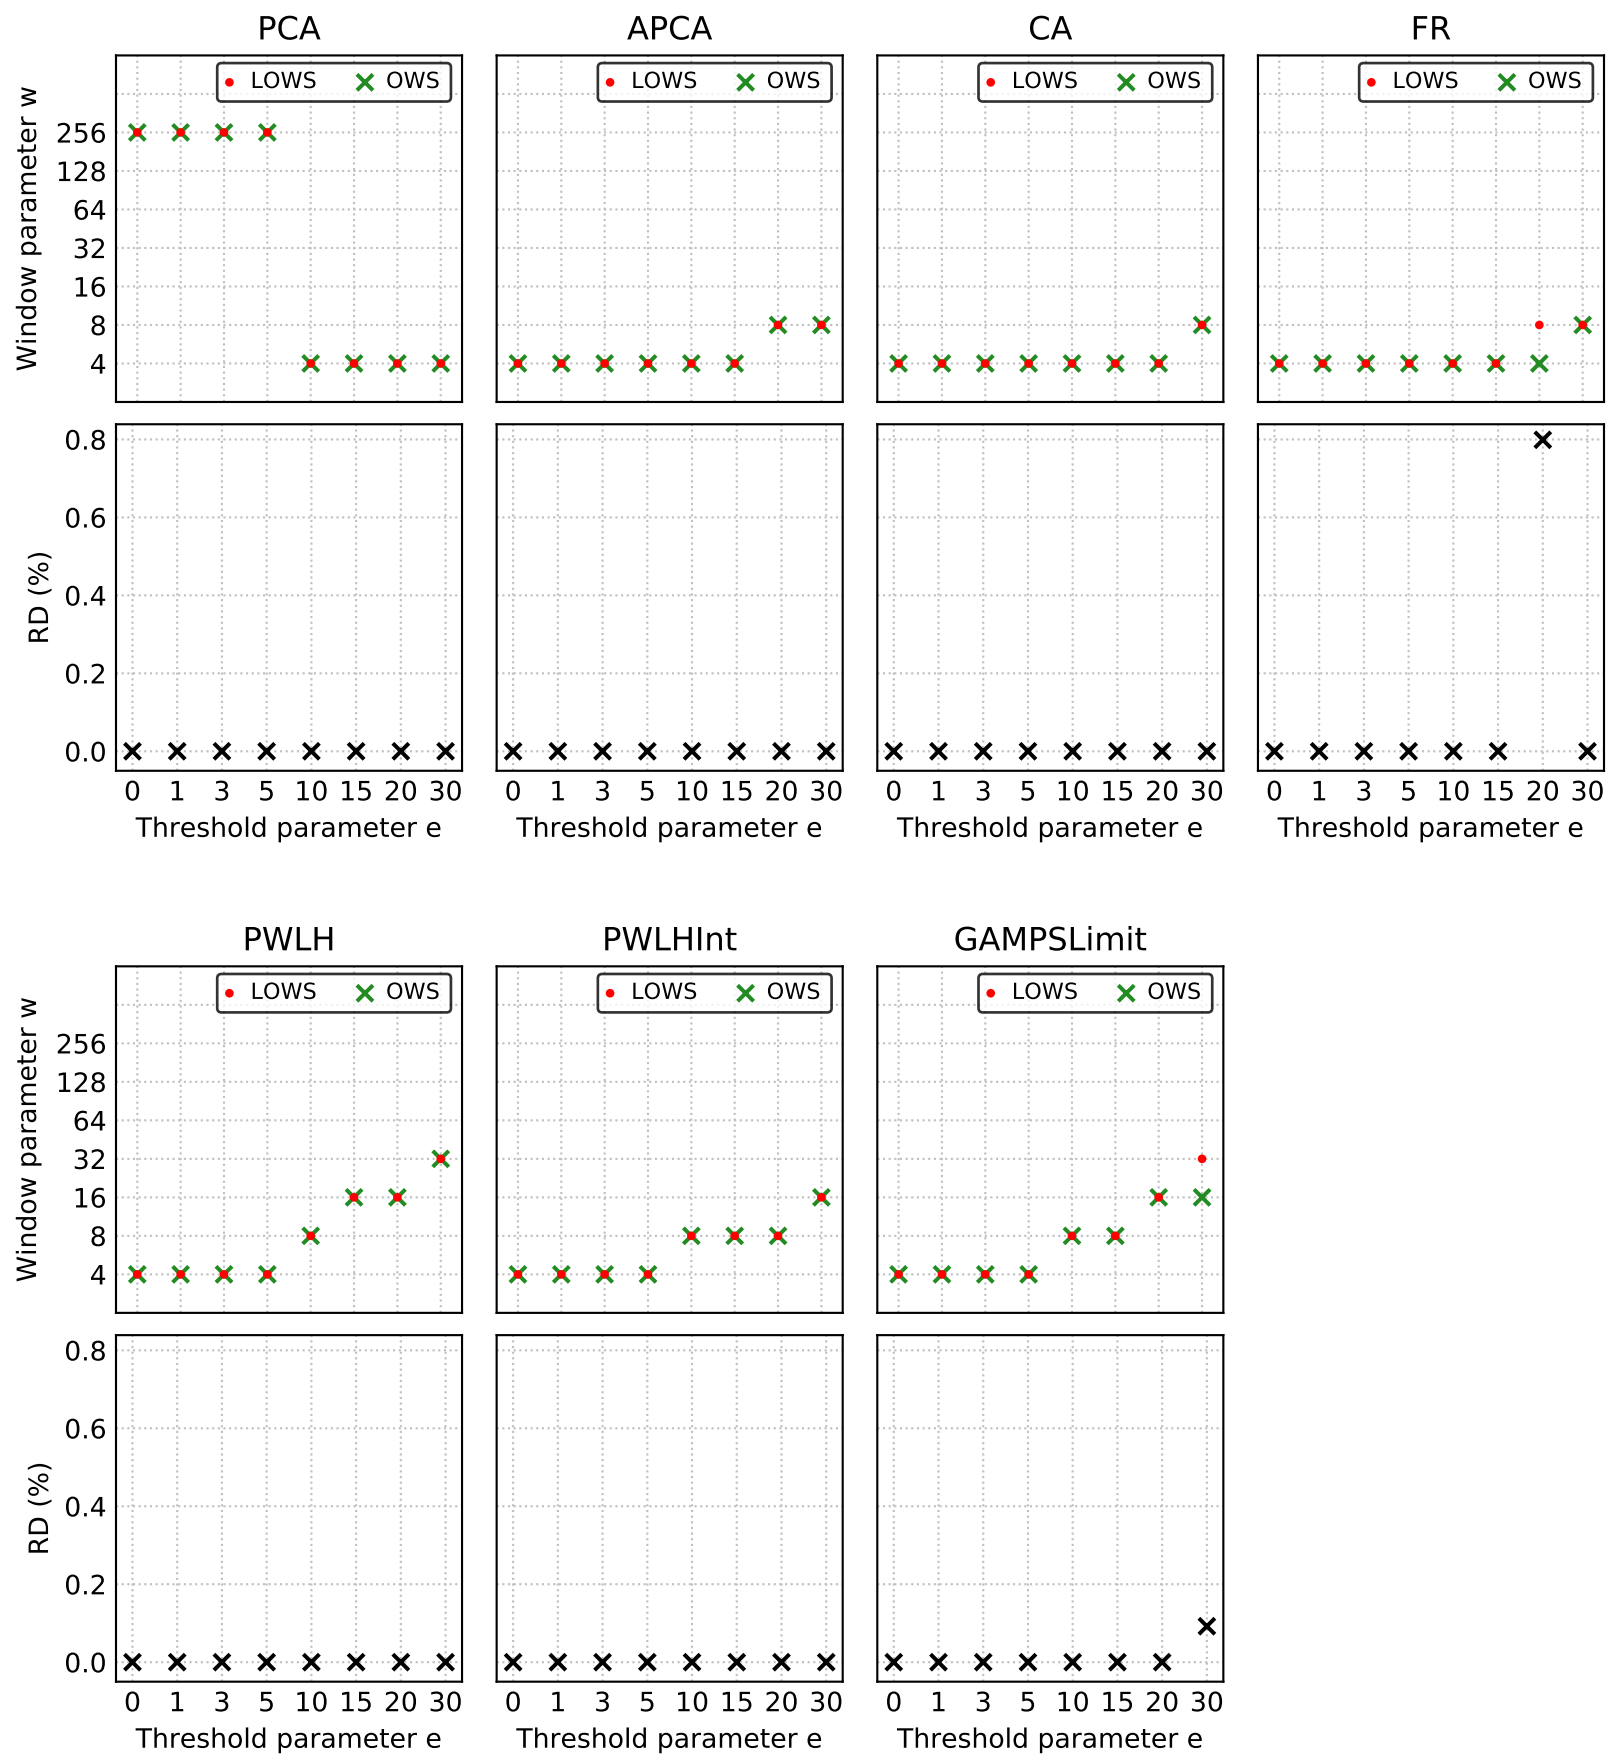 PCA APCA CA FR
LOWS OWS LOWS OWS LOWS OWS LOWS OWS
Window parameter w
256
128
64
32
16
8
4
RD (%)
0.8
0.6
0.4
0.2
0.0
0 1 3 5 10 15 20 30 0 1 3 5 10 15 20 30 0 1 3 5 10 15 20 30 0 1 3 5 10 15 20 30
Threshold parameter e Threshold parameter e Threshold parameter e Threshold parameter e
PWLH PWLHInt GAMPSLimit
LOWS OWS LOWS OWS LOWS OWS
Window parameter w
256
128
64
32
16
8
4
RD (%)
0.8
0.6
0.4
0.2
0.0
0 1 3 5 10 15 20 30 0 1 3 5 10 15 20 30 0 1 3 5 10 15 20 30
Threshold parameter e Threshold parameter e Threshold parameter e